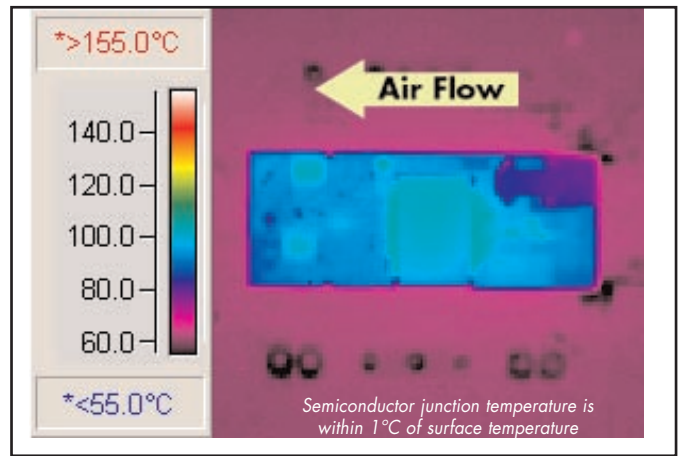 *>155.0°C
140.0
120.0
100.0
80.0
60.0
*<55.0°C
Air Flow
Semiconductor junction temperature is
within 1°C of surface temperature